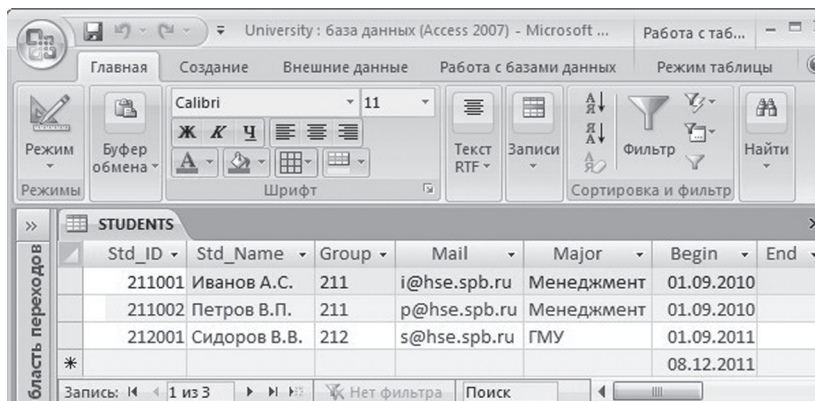 University : база данных (Access 2007) - Microsoft ... Работа с таб...
Главная Создание Внешние данные Работа с базами данных Режим таблицы
Calibri 11
Ж К Ч
Режим Буфер обмена Текст RTF Записи Фильтр Найти
Режимы Шрифт Сортировка и фильтр
STUDENTS
Std_ID Std_Name Group Mail Major Begin End
211001 Иванов А.С. 211 i@hse.spb.ru Менеджмент 01.09.2010
211002 Петров В.П. 211 p@hse.spb.ru Менеджмент 01.09.2010
212001 Сидоров В.В. 212 s@hse.spb.ru ГМУ 01.09.2011
08.12.2011
бласть переходов
Запись: 1 из 3 Нет фильтра Поиск